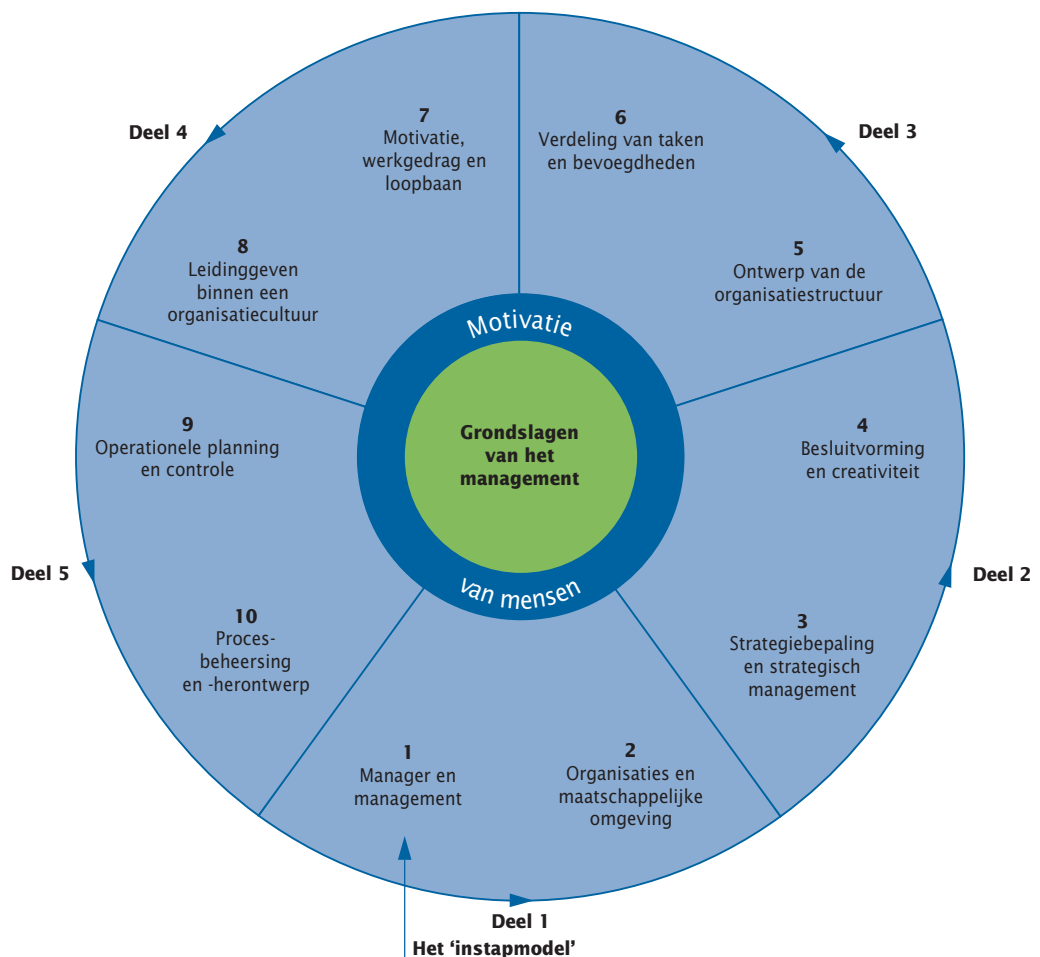 7
Motivatie,
werkgedrag en
loopbaan
6
Verdeling van taken
en bevoegdheden
Deel 4
Deel 3
8
Leidinggeven
binnen een
organisatiecultuur
5
Ontwerp van de
organisatiestructuur
Motivatie
Grondslagen
van het
management
van mensen
9
Operationele planning
en controle
4
Besluitvorming
en creativiteit
Deel 5
Deel 2
10
Proces-
beheersing
en -herontwerp
3
Strategiebepaling
en strategisch
management
1
Manager en
management
2
Organisaties en
maatschappelijke
omgeving
Deel 1
Het ‘instapmodel’